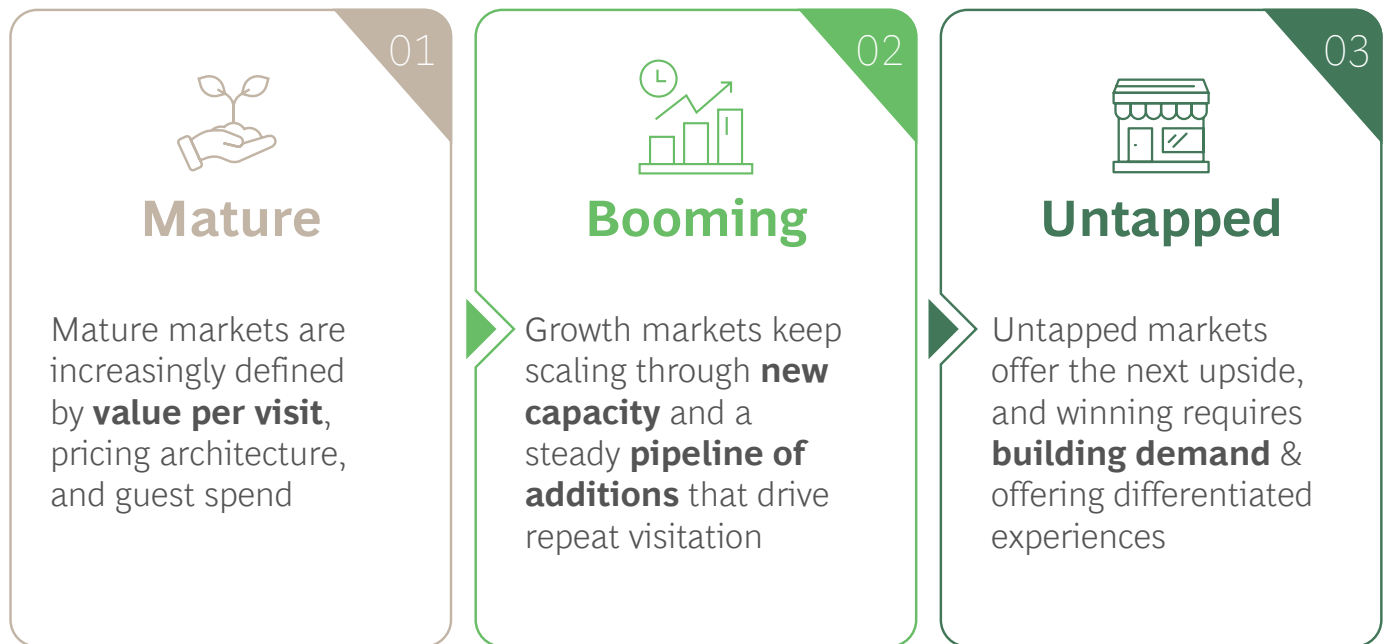 01
Mature
Mature markets are
increasingly defined
by value per visit,
pricing architecture,
and guest spend
02
Booming
Growth markets keep
scaling through new
capacity and a
steady pipeline of
additions that drive
repeat visitation
03
Untapped
Untapped markets
offer the next upside,
and winning requires
building demand &
offering differentiated
experiences